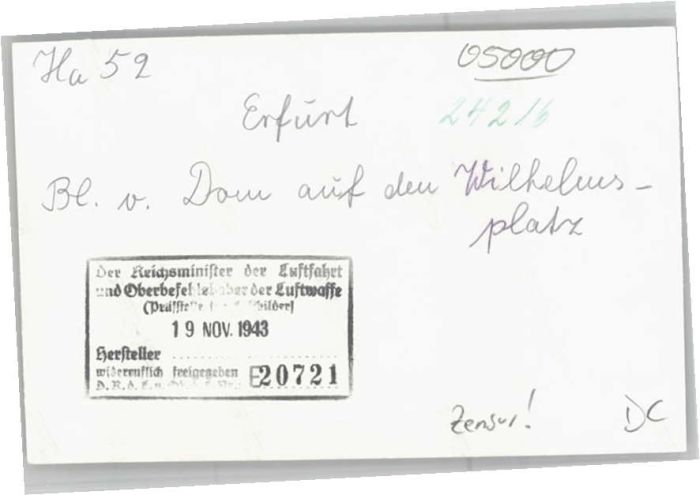 Ha 52
05000
Erfurt
24216
Bl. v. Dom auf den Wilhelms-
platz
Der Reichsminister der Luftfahrt
und Oberbefehlshaber der Luftwaffe
19 NOV. 1943
Hersteller
widerruflich freigegeben E20721
Zensur!
DC